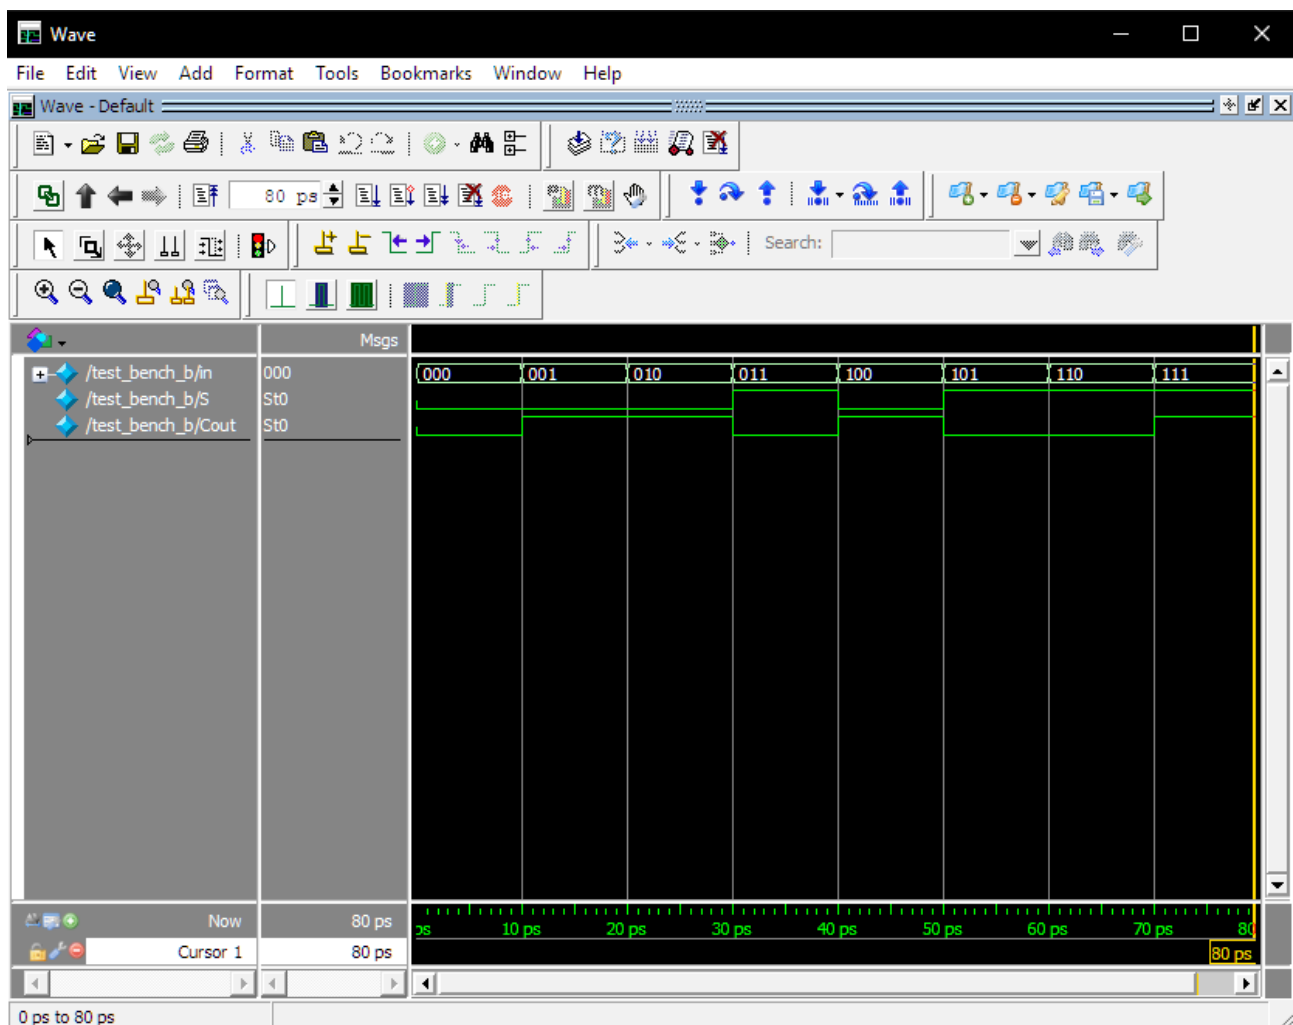 Wave
File Edit View Add Format Tools Bookmarks Window Help
Wave - Default
80 ps
Search:
Msgs
/test_bench_b/in 000 000 001 010 011 100 101 110 111
/test_bench_b/S St0
/test_bench_b/Cout St0
Now 80 ps ps 10 ps 20 ps 30 ps 40 ps 50 ps 60 ps 70 ps 80
Cursor 1 80 ps 80 ps
0 ps to 80 ps